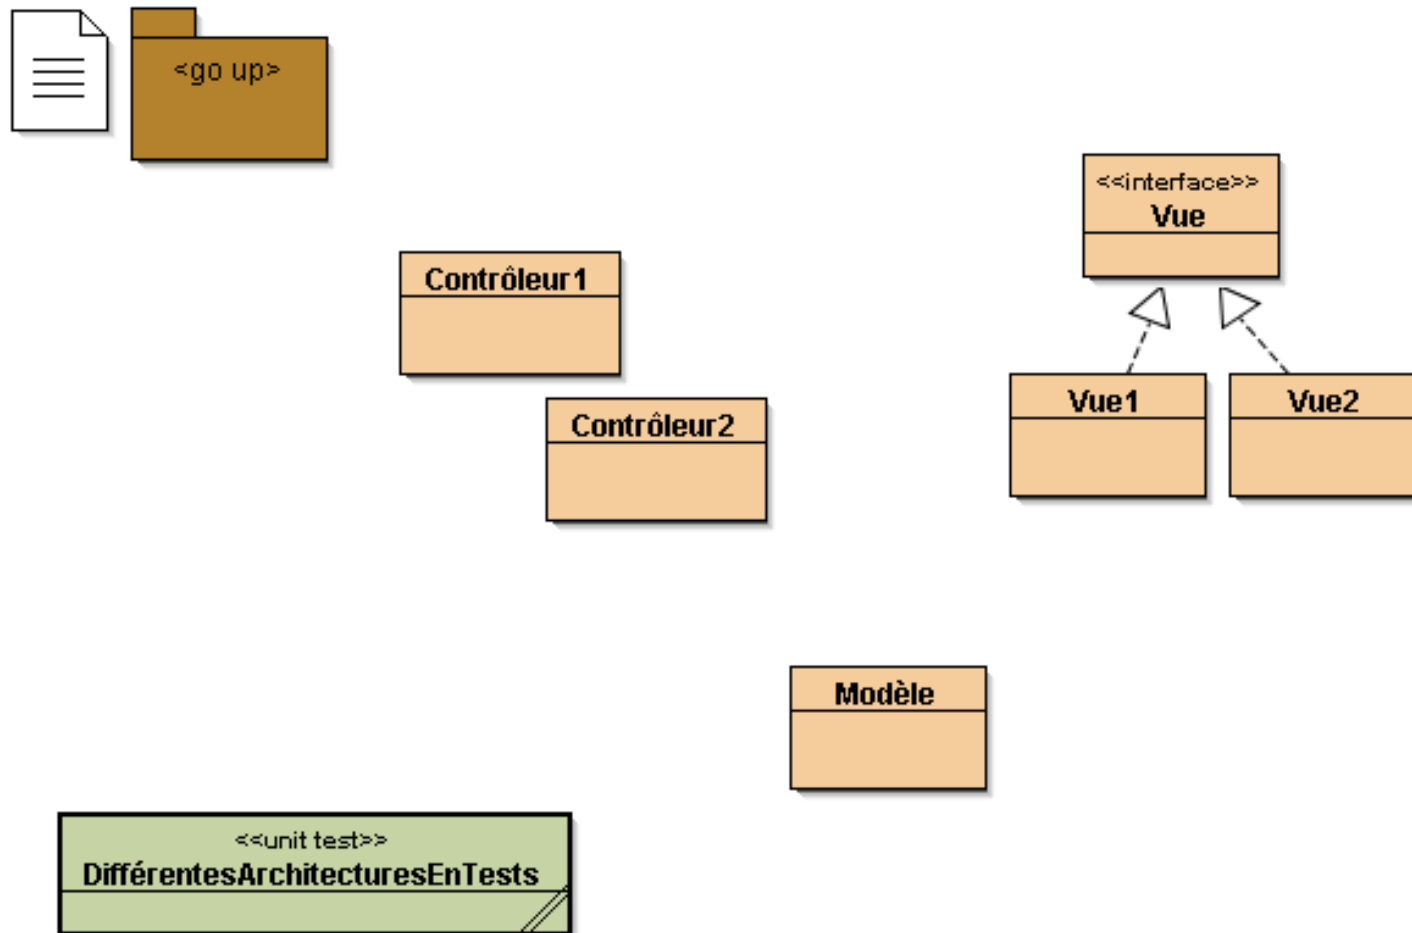 <go up>
<<interface>>
Vue
Contrôleur1
Vue1
Vue2
Contrôleur2
Modèle
<<unit test>>
DifférentesArchitecturesEnTests